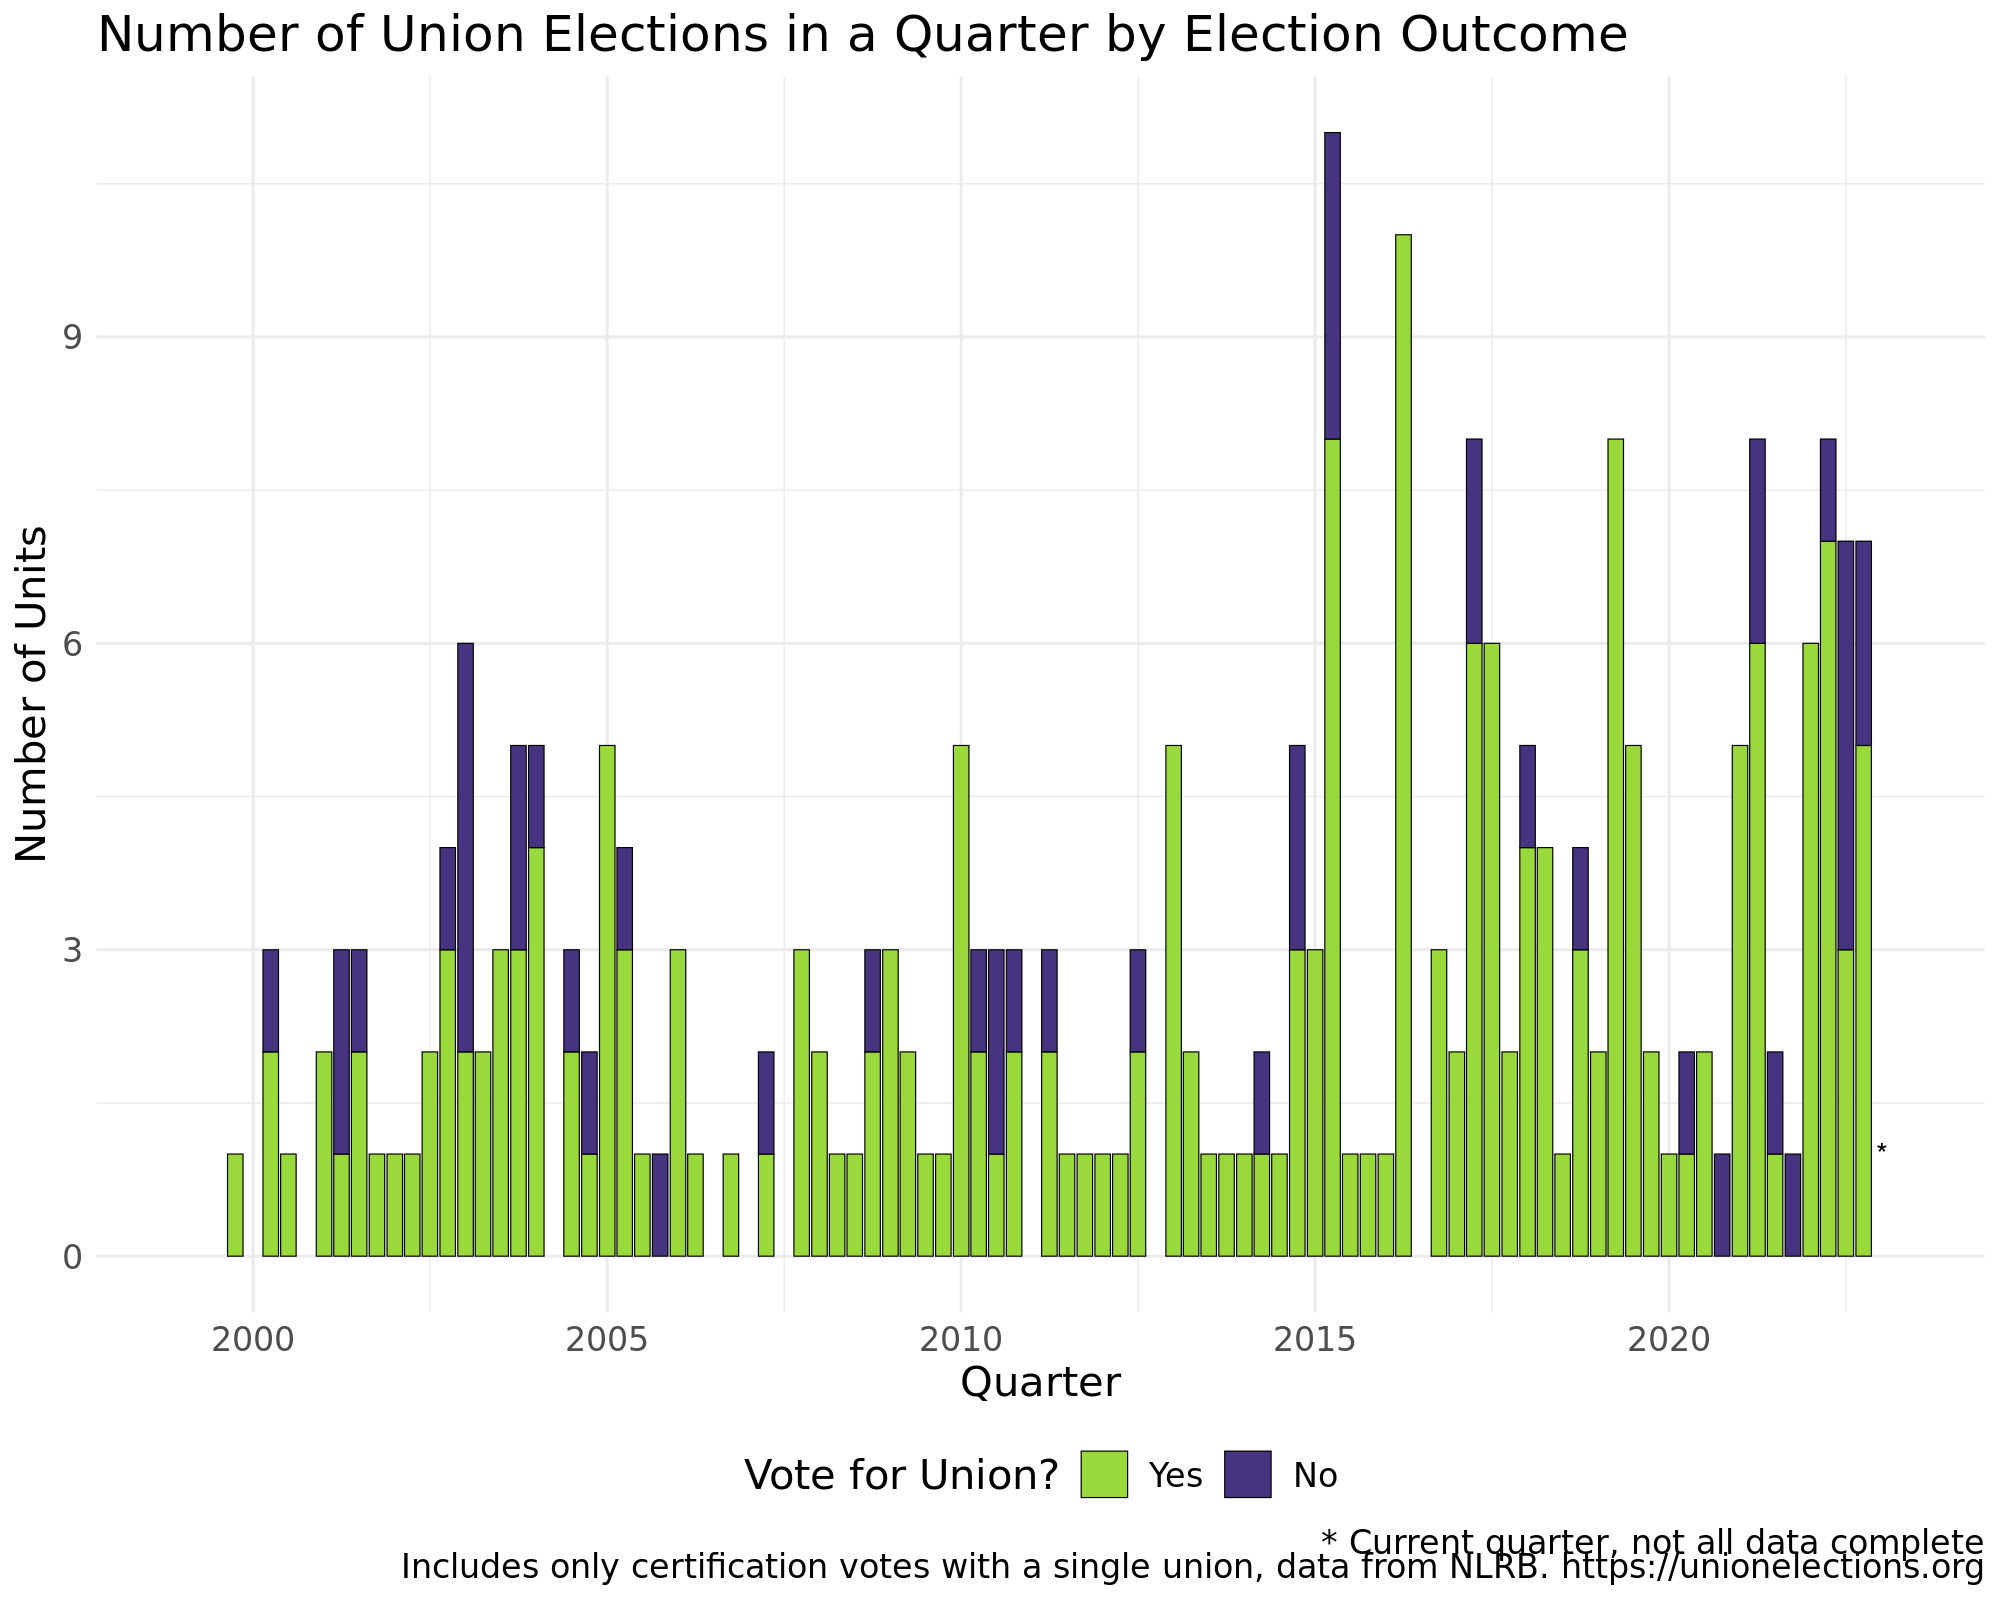 Number of Union Elections in a Quarter by Election Outcome
Number of Units
9
6
3
0
*
2000 2005 2010 2015 2020
Quarter
Vote for Union? Yes No
* Current quarter, not all data complete
Includes only certification votes with a single union, data from NLRB. https://unionelections.org